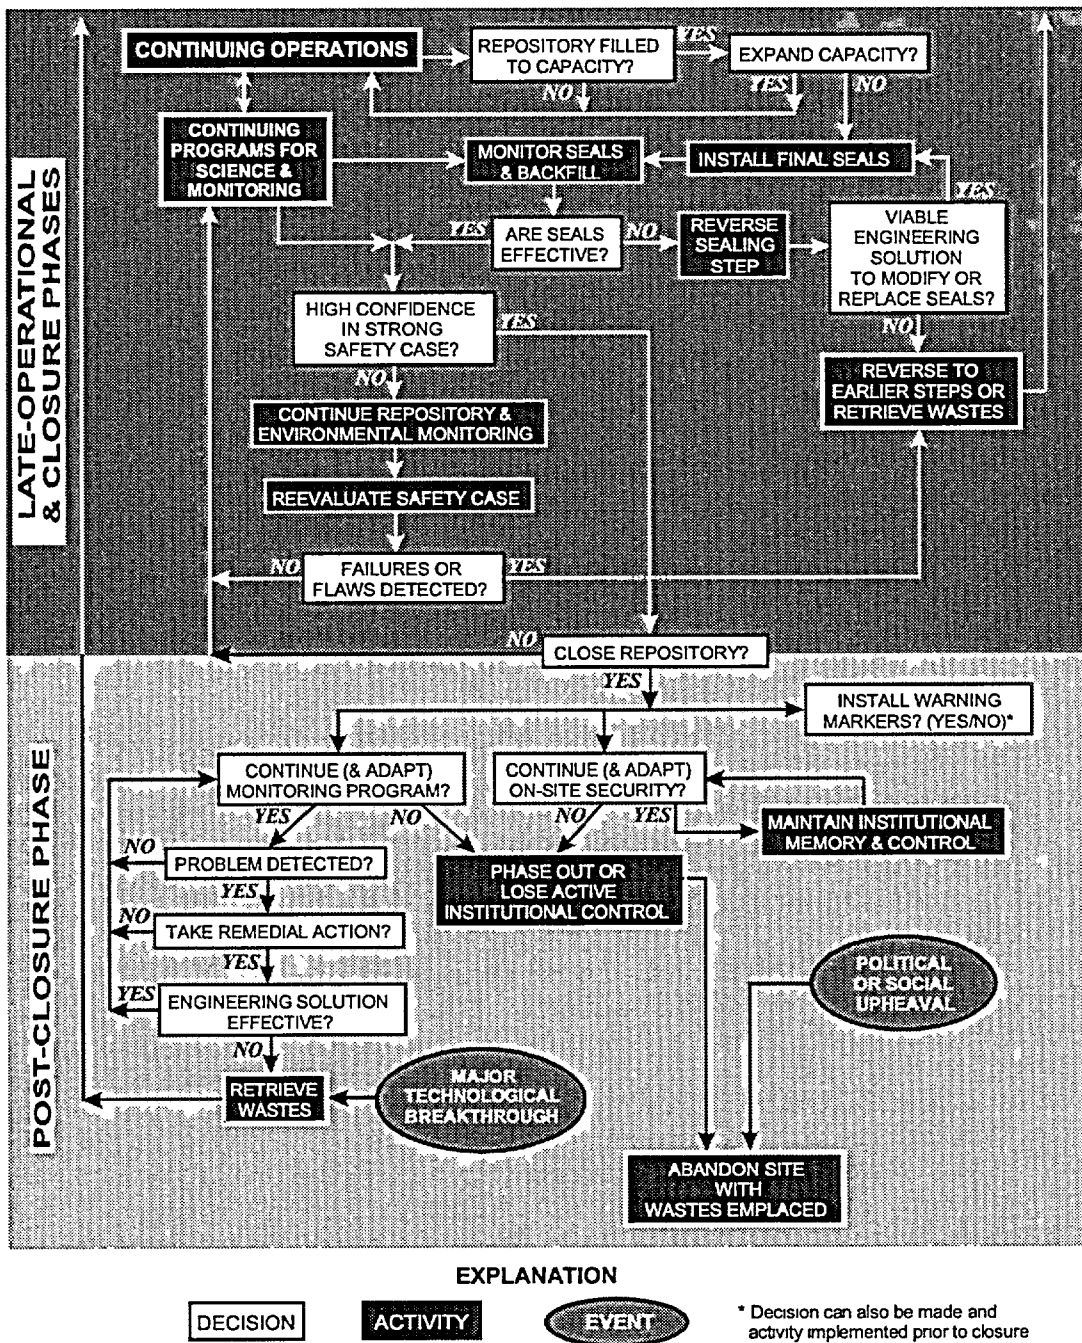 LATE-OPERATIONAL
& CLOSURE PHASES
CONTINUING OPERATIONS
REPOSITORY FILLED
TO CAPACITY?
YES
EXPAND CAPACITY?
NO
YES
NO
CONTINUING
PROGRAMS FOR
SCIENCE &
MONITORING
MONITOR SEALS
& BACKFILL
INSTALL FINAL SEALS
YES
YES
ARE SEALS
EFFECTIVE?
NO
REVERSE
SEALING
STEP
VIABLE
ENGINEERING
SOLUTION
TO MODIFY OR
REPLACE SEALS?
HIGH CONFIDENCE
IN STRONG
SAFETY CASE?
YES
NO
NO
REVERSE TO
EARLIER STEPS OR
RETRIEVE WASTES
CONTINUE REPOSITORY &
ENVIRONMENTAL MONITORING
REEVALUATE SAFETY CASE
NO
FAILURES OR
FLAWS DETECTED?
YES
NO
CLOSE REPOSITORY?
YES
POST-CLOSURE PHASE
INSTALL WARNING
MARKERS? (YES/NO)*
CONTINUE (& ADAPT)
MONITORING PROGRAM?
CONTINUE (& ADAPT)
ON-SITE SECURITY?
YES
NO
NO
YES
MAINTAIN INSTITUTIONAL
MEMORY & CONTROL
NO
PROBLEM DETECTED?
YES
PHASE OUT OR
LOSE ACTIVE
INSTITUTIONAL CONTROL
NO
TAKE REMEDIAL ACTION?
YES
POLITICAL
OR SOCIAL
UPHEAVAL
YES
ENGINEERING SOLUTION
EFFECTIVE?
NO
RETRIEVE
WASTES
MAJOR
TECHNOLOGICAL
BREAKTHROUGH
ABANDON SITE
WITH
WASTES EMPLACED
EXPLANATION
DECISION
ACTIVITY
EVENT
* Decision can also be made and
activity implemented prior to closure